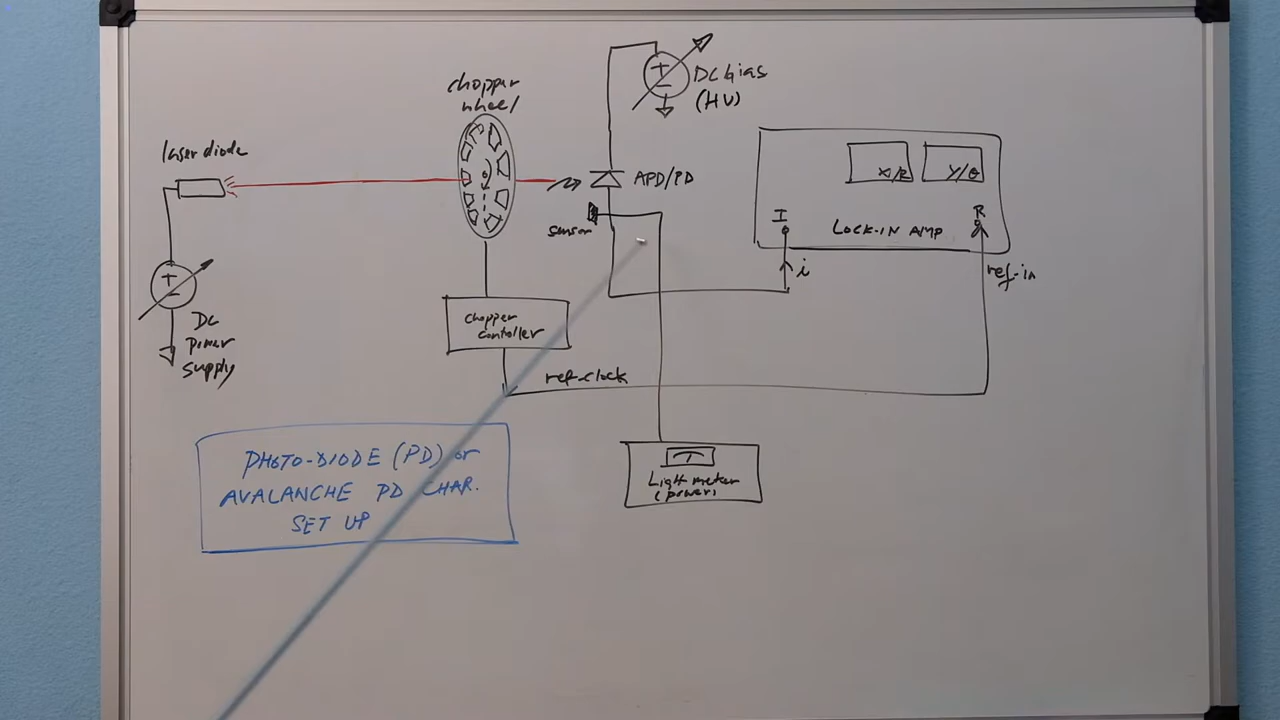 chopper
wheel
+
-
DC bias
(HV)
laser diode
APD/PD
X/R
Y/θ
sensor
I
LOCK-IN AMP
R
i
ref-in
+
-
DC
power
supply
chopper
contoller
ref-clock
PHOTO-DIODE (PD) or
AVALANCHE PD CHAR.
SET UP
Light meter
(power)